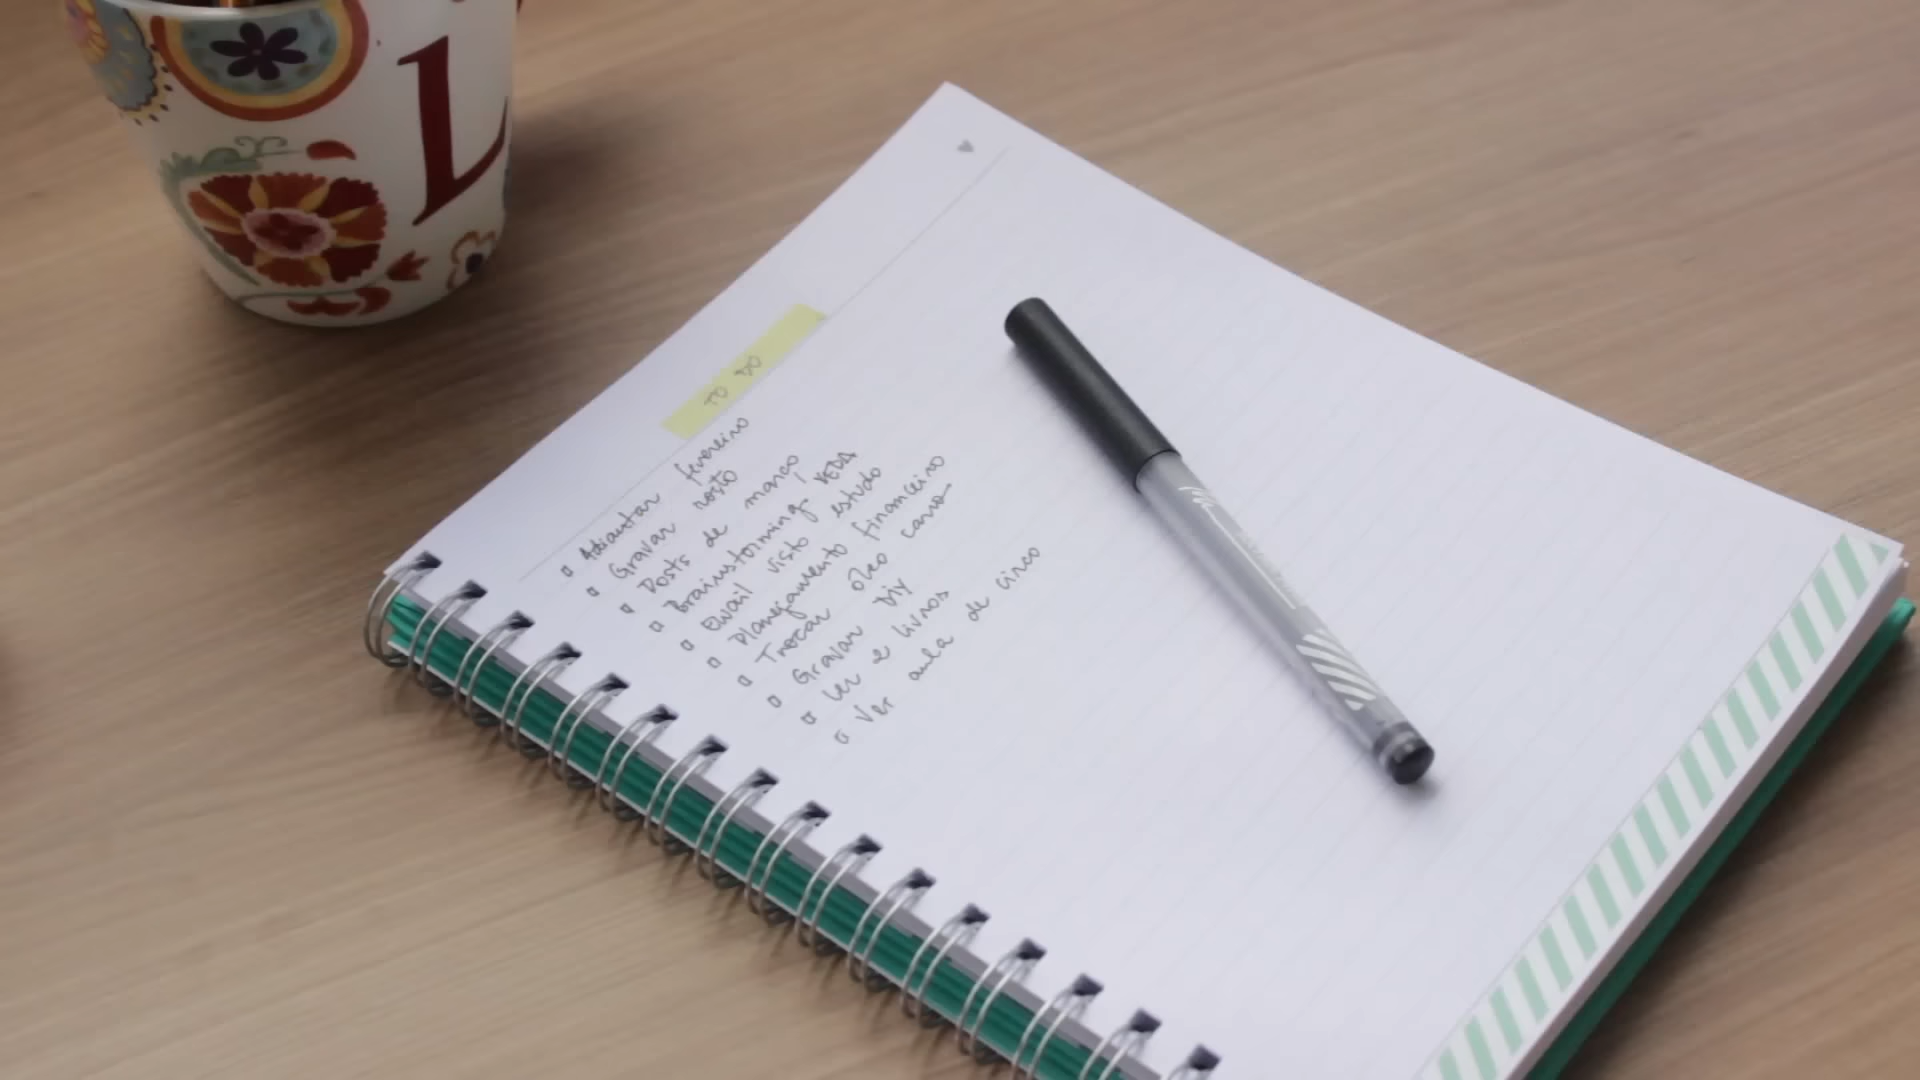 L
TO DO
Adiantar fevereiro
Gravar rosto
Posts de março
Brainstorming VEDA
Email visto estudo
Planejamento financeiro
Trocar óleo carro
Gravar DIY
Ler 2 livros
Ver aula de circo